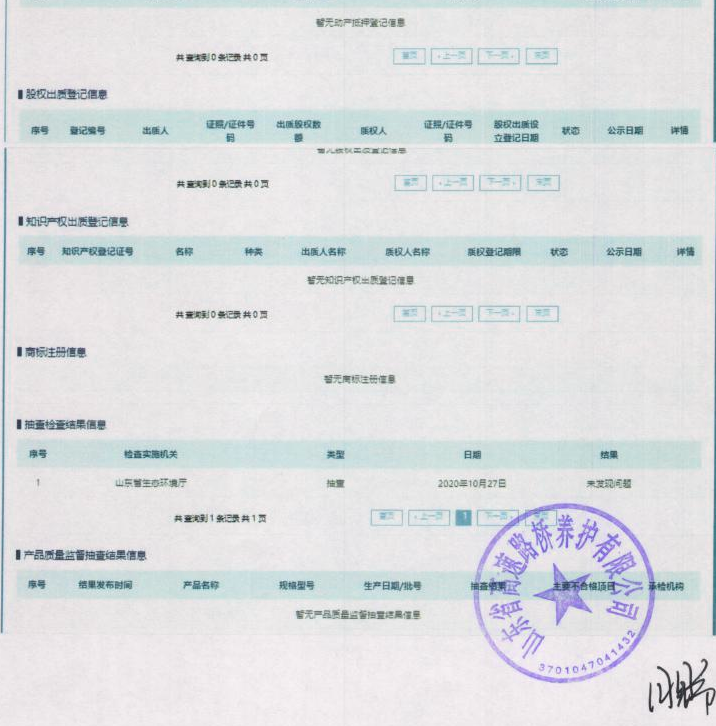 暂无动产抵押登记信息
共查询到0条记录共0页
首页 ‹上一页 下一页› 末页
股权出质登记信息
序号 登记编号 出质人 证照/证件号码 出质股权数额 质权人 证照/证件号码 股权出质设立登记日期 状态 公示日期 详情
暂无股权出质登记信息
共查询到0条记录共0页
首页 ‹上一页 下一页› 末页
知识产权出质登记信息
序号 知识产权登记证号 名称 种类 出质人名称 质权人名称 质权登记期限 状态 公示日期 详情
暂无知识产权出质登记信息
共查询到0条记录共0页
首页 ‹上一页 下一页› 末页
商标注册信息
暂无商标注册信息
抽查检查结果信息
序号 检查实施机关 类型 日期 结果
1 山东省生态环境厅 抽查 2020年10月27日 未发现问题
共查询到1条记录共1页
首页 ‹上一页 1 下一页› 末页
产品质量监督抽查结果信息
序号 结果发布时间 产品名称 规格型号 生产日期/批号 抽查结果 主要不合格项目 承检机构
暂无产品质量监督抽查结果信息
山东省高速路桥养护有限公司
3701047041432